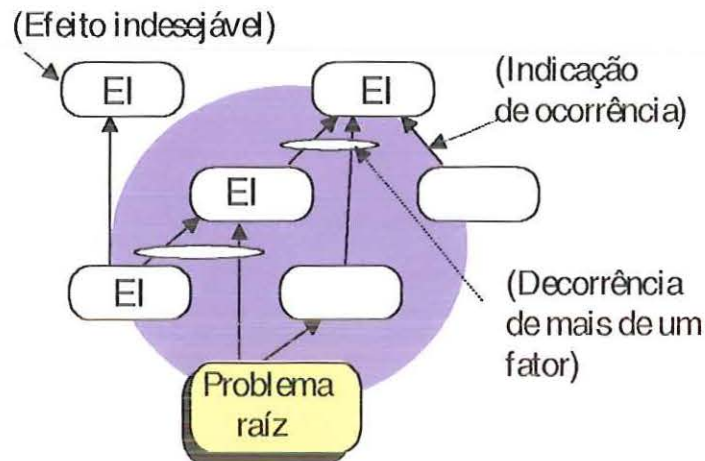 (Efeito indesejável)
EI
EI
(Indicação
de ocorrência)
EI
EI
(Decorrência
de mais de um
fator)
Problema
raíz